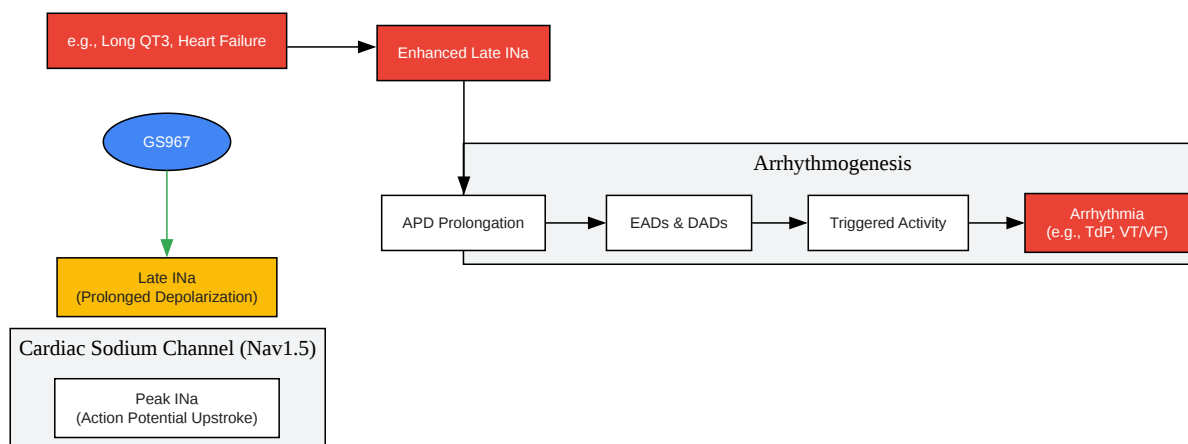 e.g., Long QT3, Heart Failure
Enhanced Late INa
GS967
Arrhythmogenesis
APD Prolongation
EADs & DADs
Triggered Activity
Arrhythmia
(e.g., TdP, VT/VF)
Late INa
(Prolonged Depolarization)
Cardiac Sodium Channel (Nav1.5)
Peak INa
(Action Potential Upstroke)